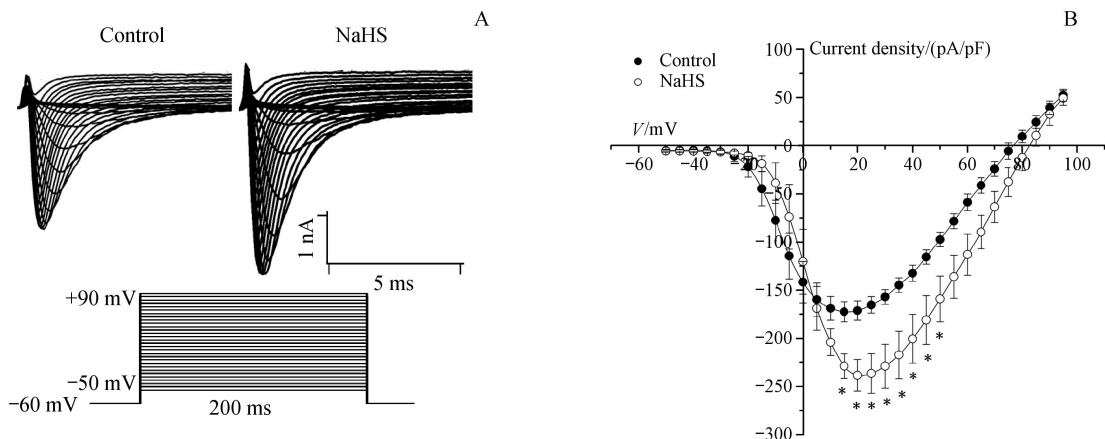 A
Control
NaHS
1 nA
5 ms
+90 mV
−50 mV
−60 mV
200 ms
B
Current density/(pA/pF)
Control
NaHS
V/mV
100
50
0
−50
−100
−150
−200
−250
−300
−60
−40
−20
0
20
40
60
80
100
*
*
*
*
*
*
*
*